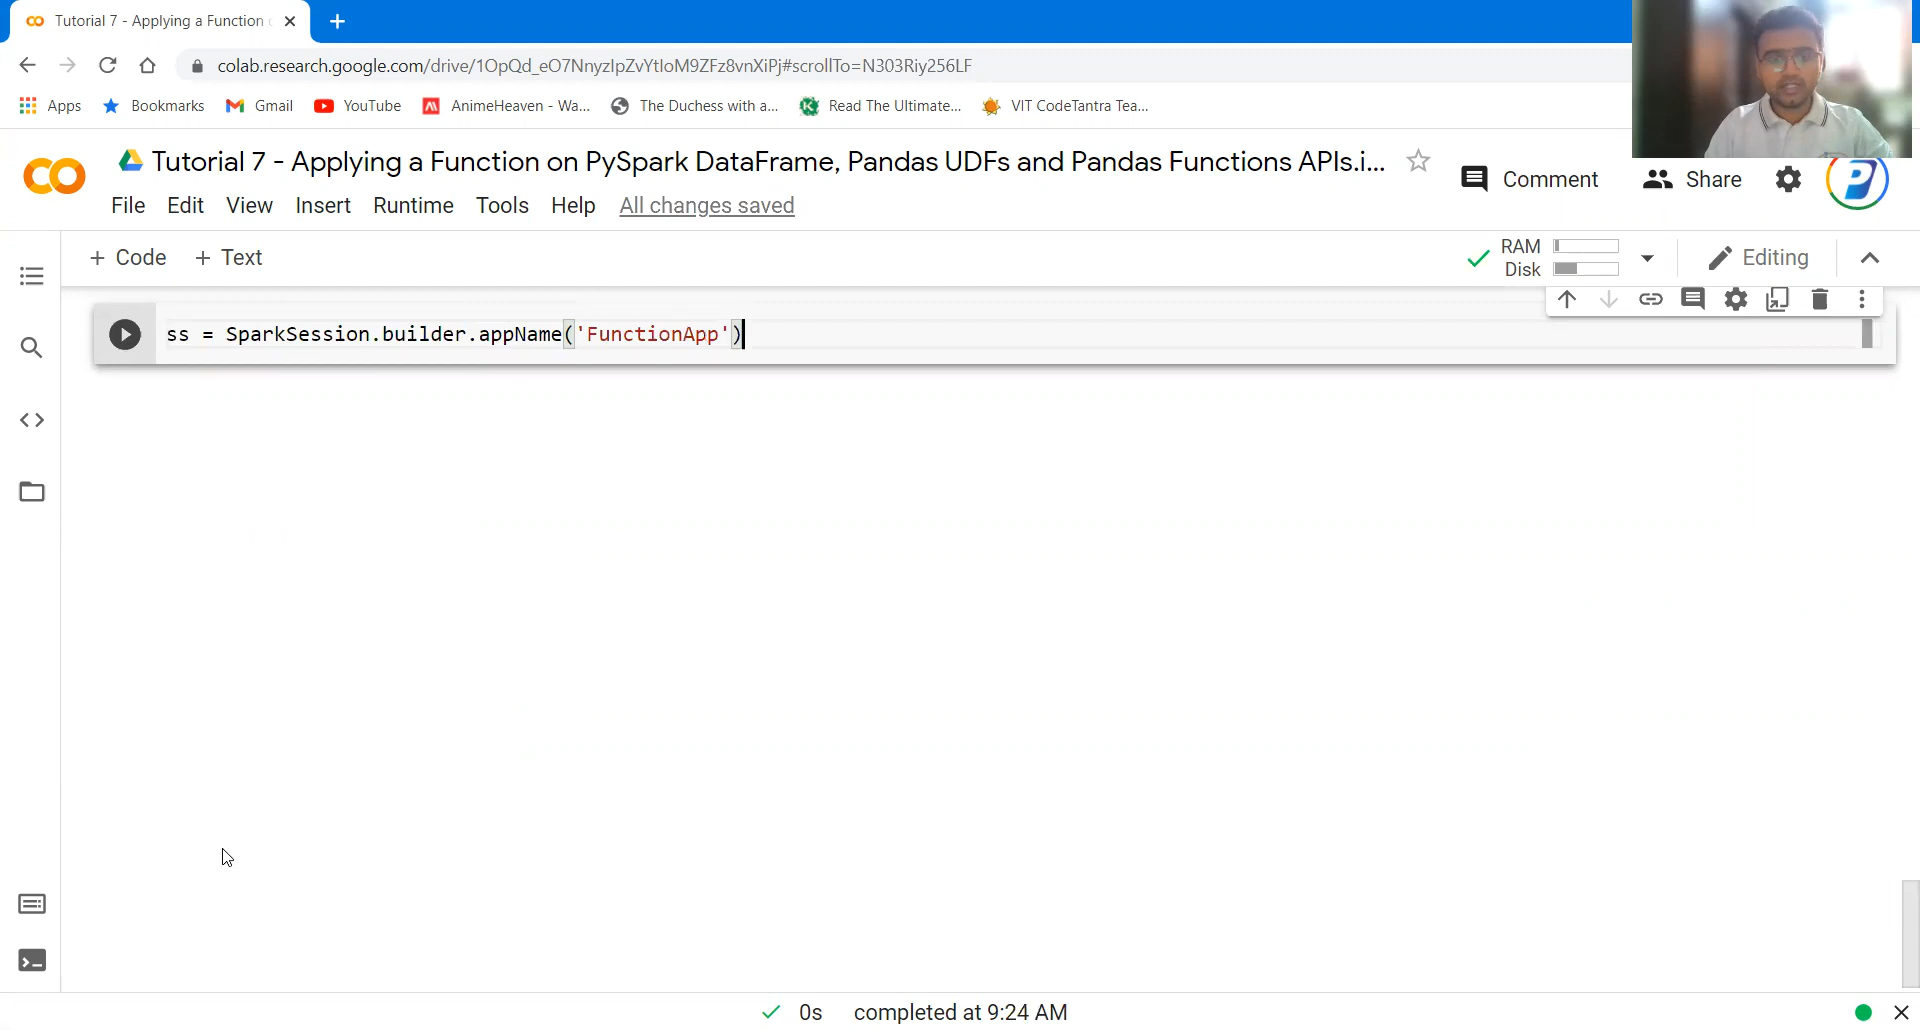 Tutorial 7 - Applying a Function
colab.research.google.com/drive/1OpQd_eO7NnyzIpZvYtIoM9ZFz8vnXiPj#scrollTo=N303Riy256LF
Apps Bookmarks Gmail YouTube AnimeHeaven - Wa... The Duchess with a... Read The Ultimate... VIT CodeTantra Tea...
Tutorial 7 - Applying a Function on PySpark DataFrame, Pandas UDFs and Pandas Functions APIs.i...
Comment Share
File Edit View Insert Runtime Tools Help All changes saved
+ Code + Text
RAM
Disk
Editing
ss = SparkSession.builder.appName('FunctionApp')
0s completed at 9:24 AM